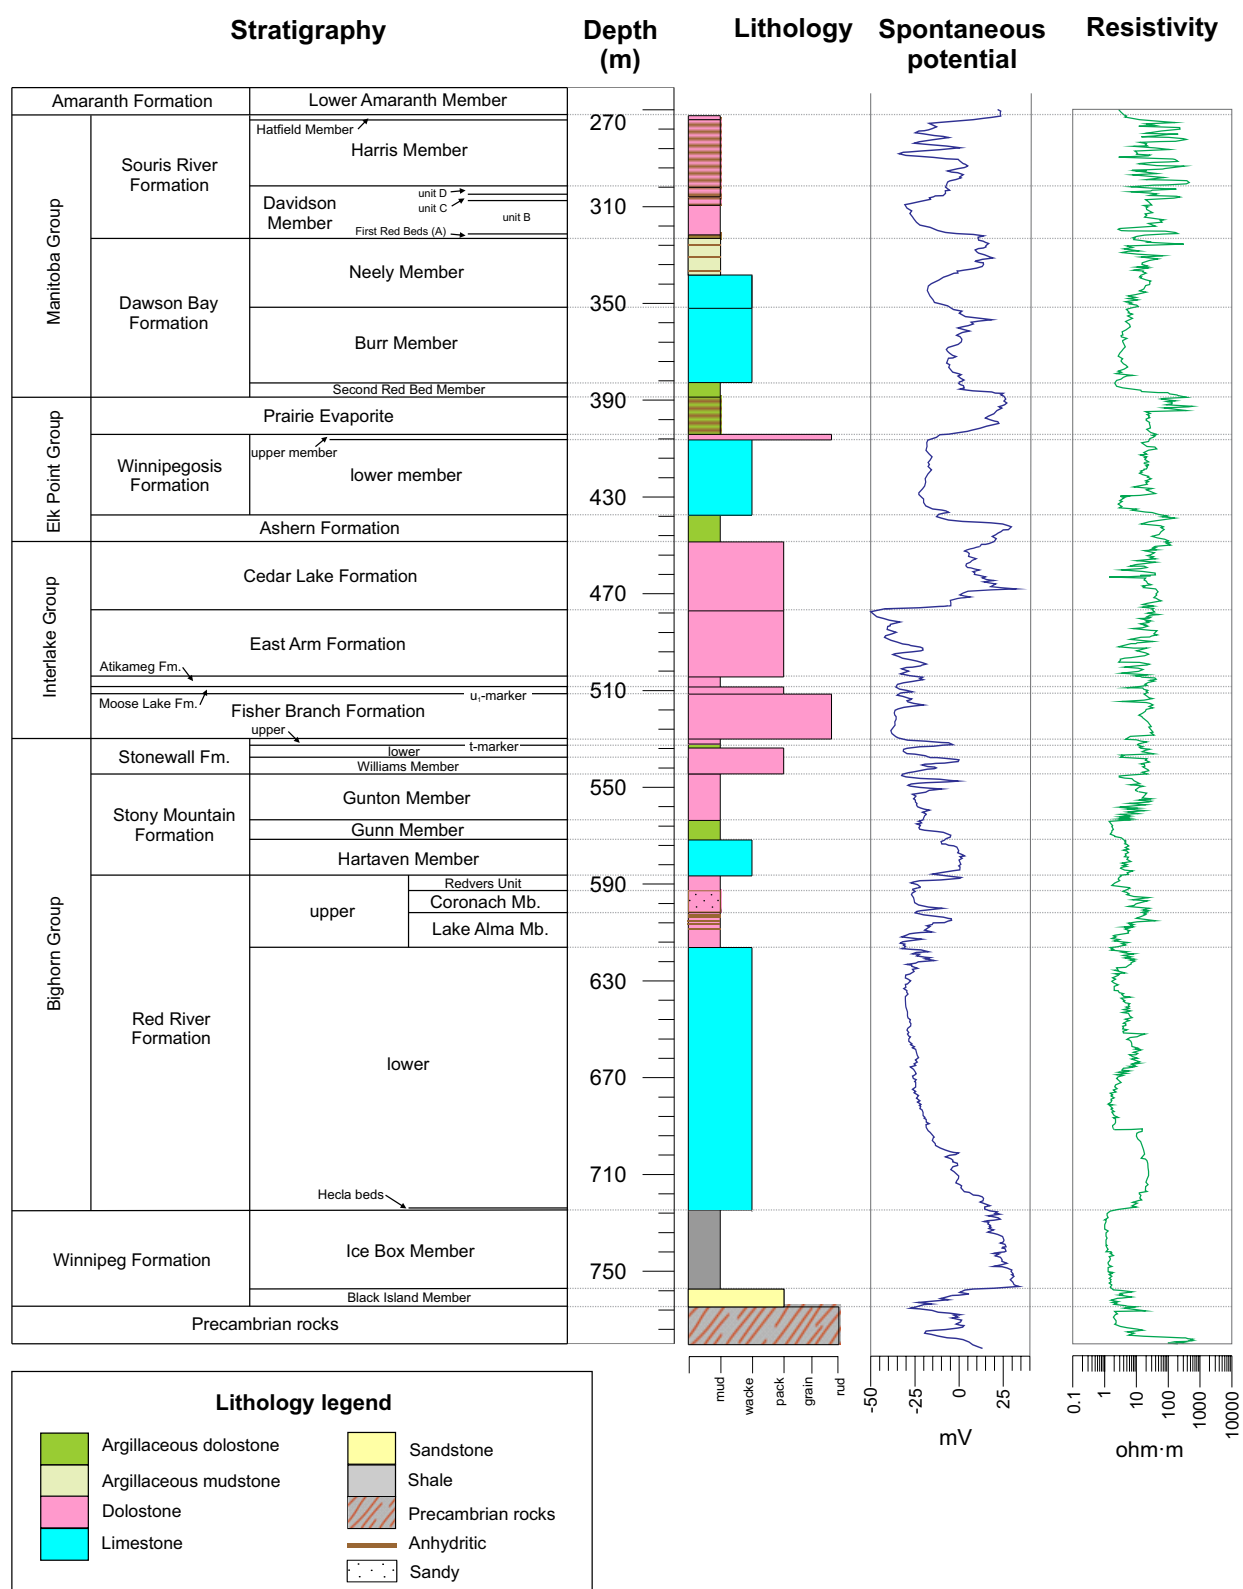 Stratigraphy
Depth
(m)
Lithology
Spontaneous
potential
Resistivity
Amaranth Formation
Lower Amaranth Member
Manitoba Group
Souris River
Formation
Hatfield Member
Harris Member
Davidson
Member
unit D
unit C
unit B
First Red Beds (A)
Dawson Bay
Formation
Neely Member
Burr Member
Second Red Bed Member
Elk Point Group
Prairie Evaporite
Winnipegosis
Formation
upper member
lower member
Ashern Formation
Interlake Group
Cedar Lake Formation
East Arm Formation
Atikameg Fm.
Moose Lake Fm.
u₁-marker
Fisher Branch Formation
Bighorn Group
Stonewall Fm.
upper
t-marker
lower
Williams Member
Stony Mountain
Formation
Gunton Member
Gunn Member
Hartaven Member
Red River
Formation
upper
Redvers Unit
Coronach Mb.
Lake Alma Mb.
lower
Hecla beds
Winnipeg Formation
Ice Box Member
Black Island Member
Precambrian rocks
270
310
350
390
430
470
510
550
590
630
670
710
750
mud
wacke
pack
grain
rud
-50
-25
0
25
mV
0.1
1
10
100
1000
10000
ohm·m
Lithology legend
Argillaceous dolostone
Argillaceous mudstone
Dolostone
Limestone
Sandstone
Shale
Precambrian rocks
Anhydritic
Sandy